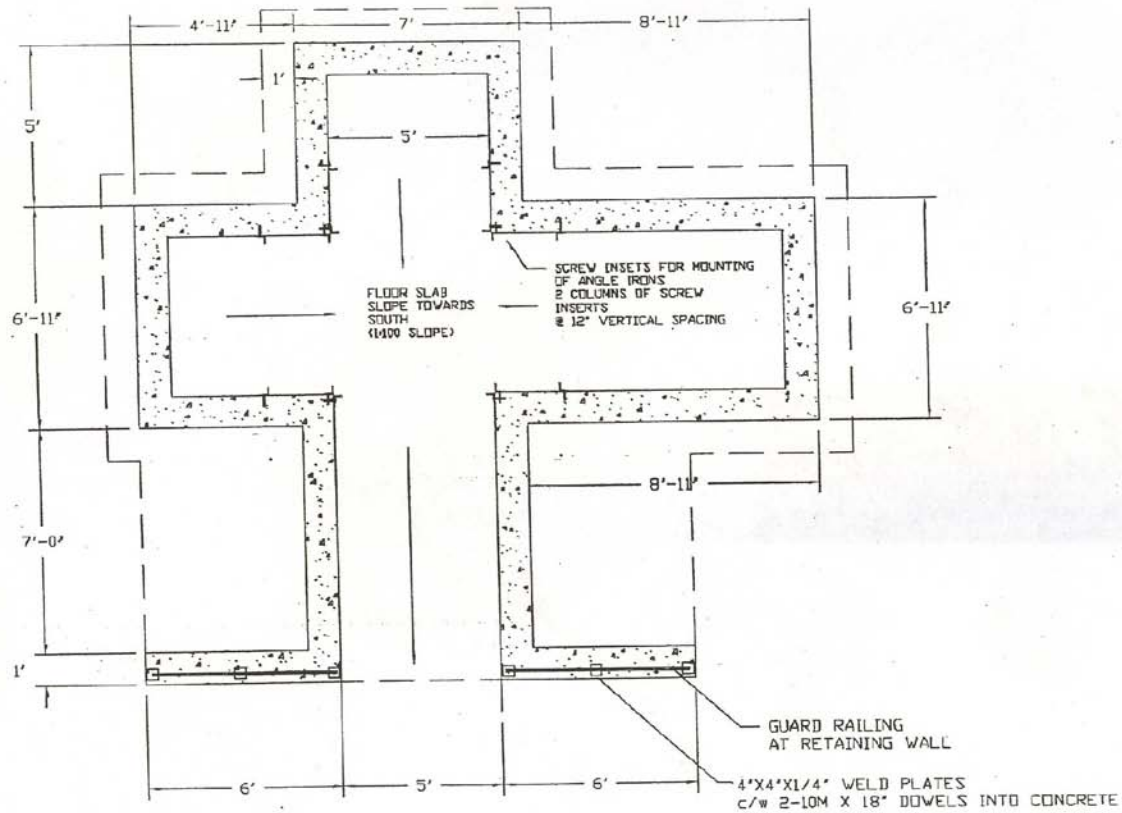 4'-11"
7'
8'-11"
1'
5'
5'
SCREW INSETS FOR MOUNTING
OF ANGLE IRONS
2 COLUMNS OF SCREW
INSERTS
@ 12" VERTICAL SPACING
FLOOR SLAB
SLOPE TOWARDS
SOUTH
(1:100 SLOPE)
6'-11"
6'-11"
8'-11"
7'-0"
1'
GUARD RAILING
AT RETAINING WALL
6'
5'
6'
4"X4"X1/4" WELD PLATES
c/w 2-10M X 18" DOWELS INTO CONCRETE